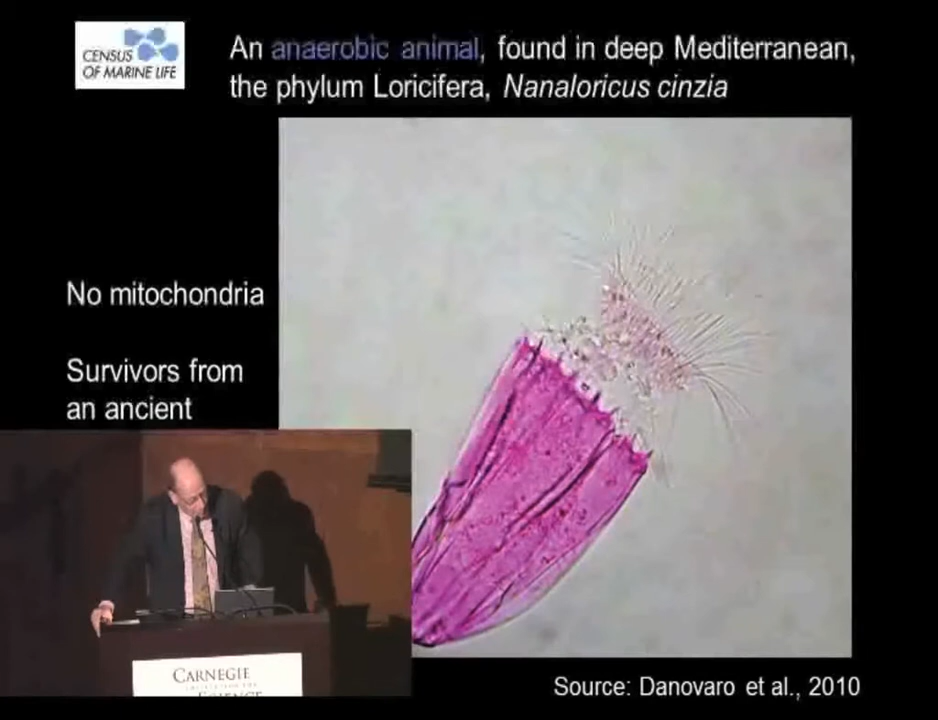 CENSUS
OF MARINE LIFE
An anaerobic animal, found in deep Mediterranean,
the phylum Loricifera, Nanaloricus cinzia
No mitochondria
Survivors from
an ancient
CARNEGIE
SCIENCE
Source: Danovaro et al., 2010